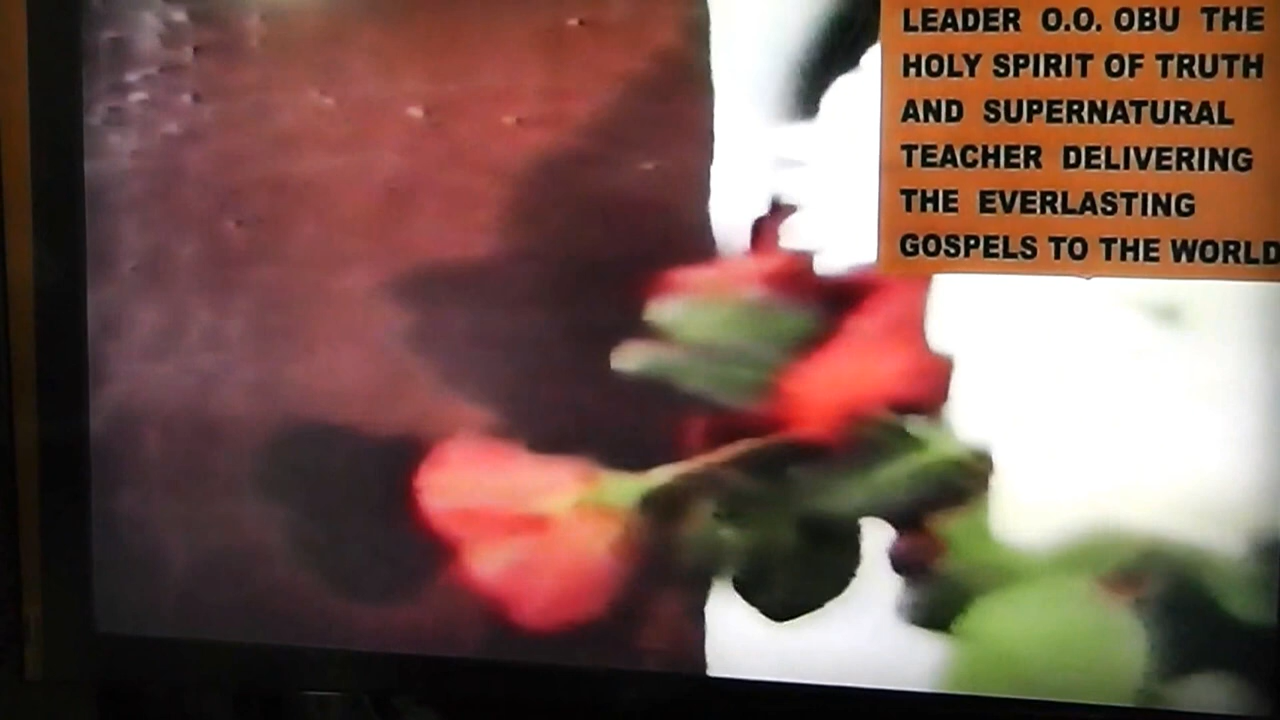 LEADER O.O. OBU THE
HOLY SPIRIT OF TRUTH
AND SUPERNATURAL
TEACHER DELIVERING
THE EVERLASTING
GOSPELS TO THE WORLD